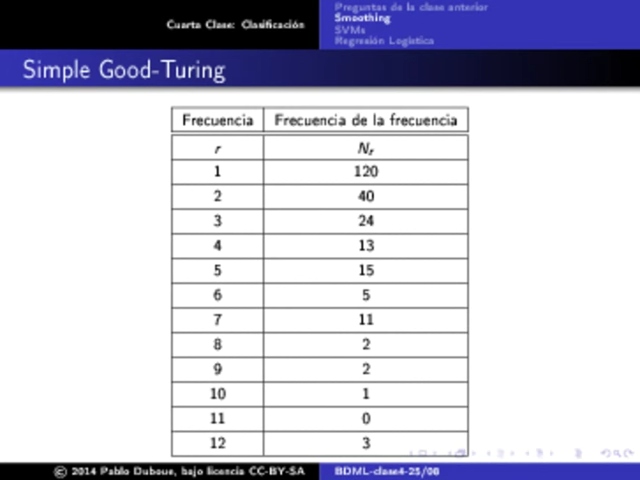 Cuarta Clase: Clasificación
Preguntas de la clase anterior
Smoothing
SVMs
Regresión Logística
Simple Good-Turing
Frecuencia Frecuencia de la frecuencia
r Nr
1 120
2 40
3 24
4 13
5 15
6 5
7 11
8 2
9 2
10 1
11 0
12 3
© 2014 Pablo Duboue, bajo licencia CC-BY-SA BDML-clase4-25/08